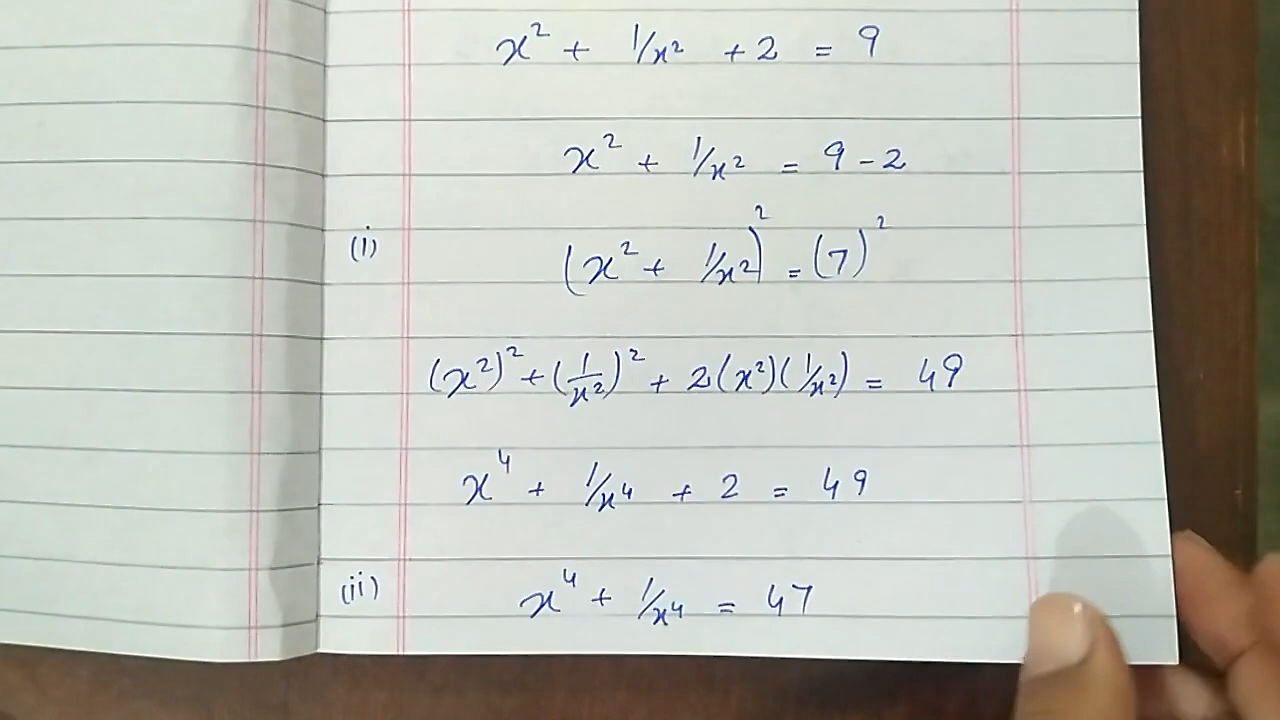 x² + 1/x² + 2 = 9
x² + 1/x² = 9 - 2
(i) (x² + 1/x²)² = (7)²
(x²)² + (1/x²)² + 2(x²)(1/x²) = 49
x⁴ + 1/x⁴ + 2 = 49
(ii) x⁴ + 1/x⁴ = 47